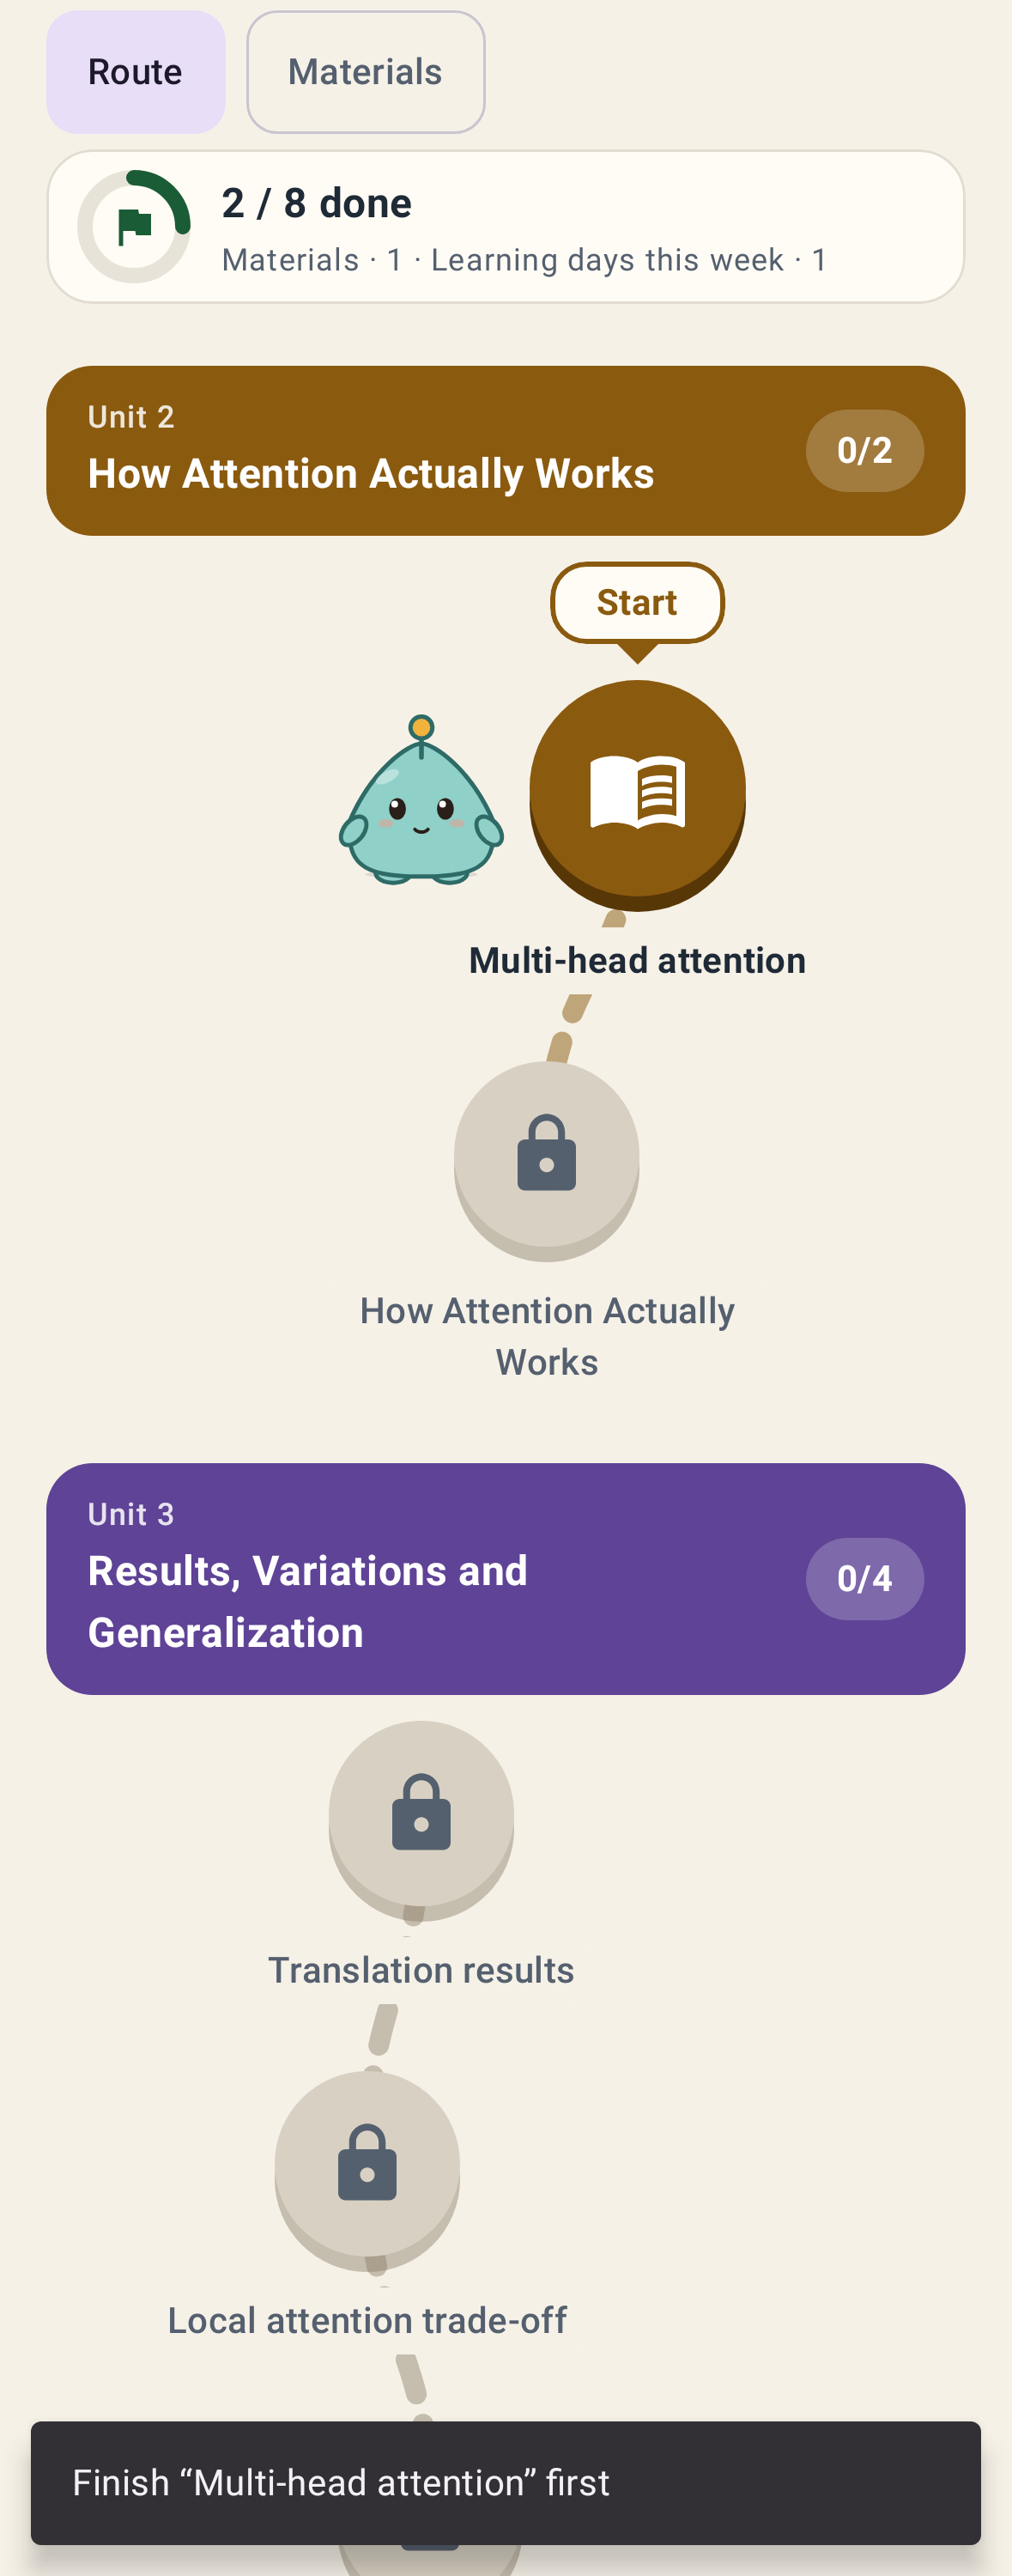 Route
Materials
2 / 8 done
Materials · 1 · Learning days this week · 1
Unit 2
How Attention Actually Works
0/2
Start
Multi-head attention
How Attention Actually
Works
Unit 3
Results, Variations and
Generalization
0/4
Translation results
Local attention trade-off
Finish “Multi-head attention” first